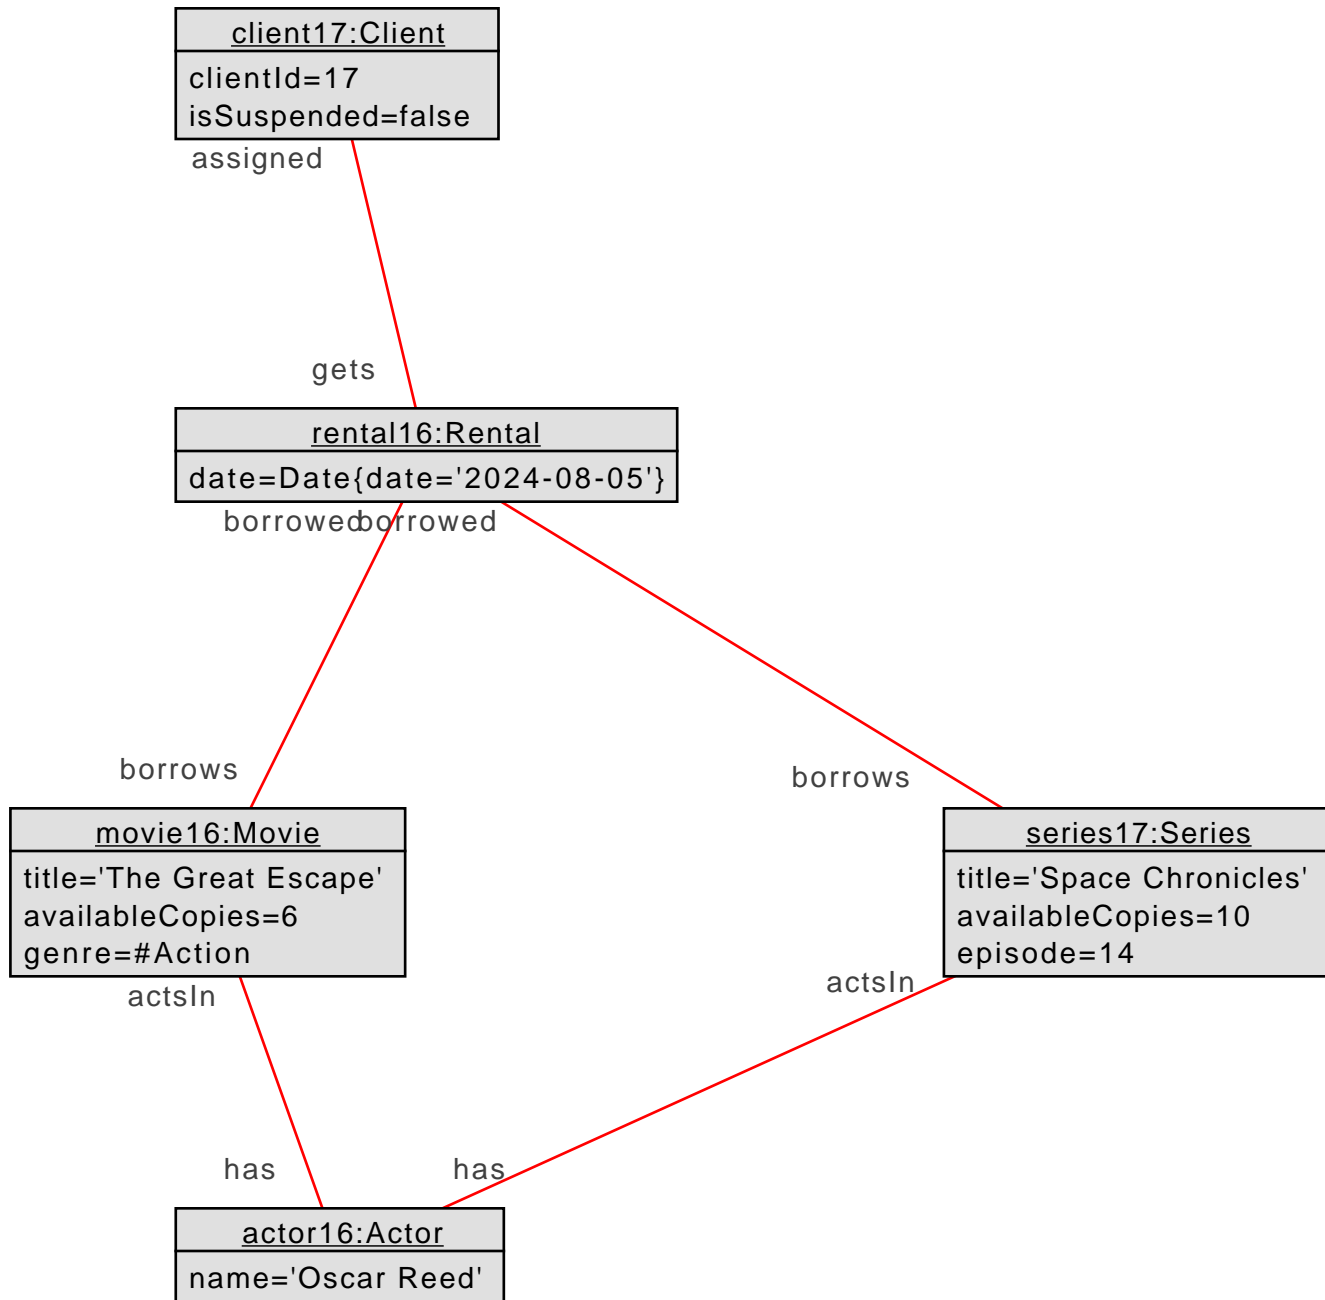 client17:Client
clientId=17
isSuspended=false
assigned
gets
rental16:Rental
date=Date{date='2024-08-05'}
borrowed
borrowed
borrows
borrows
movie16:Movie
title='The Great Escape'
availableCopies=6
genre=#Action
series17:Series
title='Space Chronicles'
availableCopies=10
episode=14
actsIn
actsIn
has
has
actor16:Actor
name='Oscar Reed'